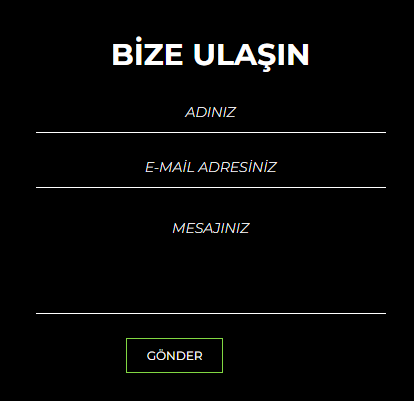 BİZE ULAŞIN
ADINIZ
E-MAİL ADRESİNİZ
MESAJINIZ
GÖNDER